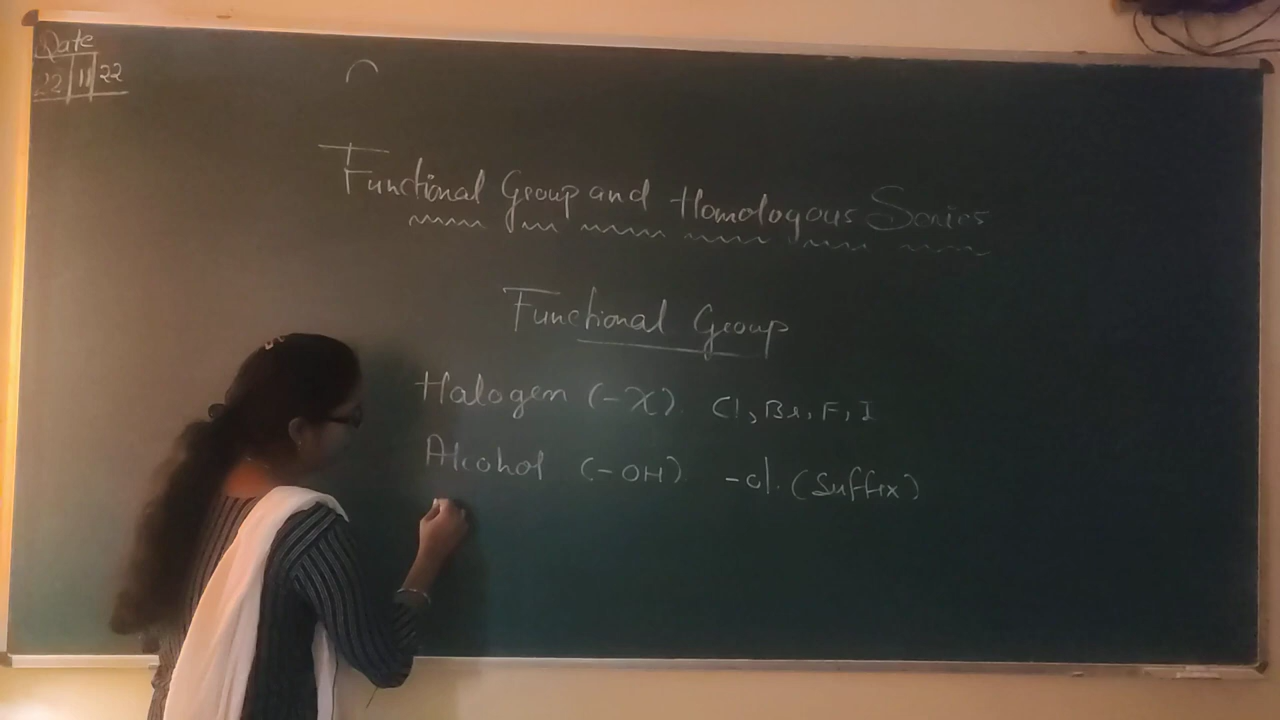 Date
22|11|22
Functional Group and Homologous Series
Functional Group
Halogen (-X). Cl, Br, F, I
Alcohol (-OH) -ol. (Suffix)